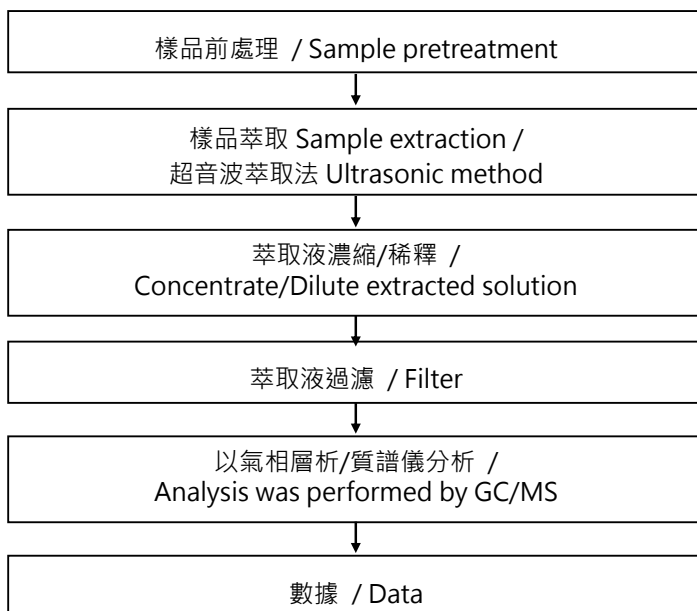 樣品前處理 / Sample pretreatment
樣品萃取 Sample extraction /
超音波萃取法 Ultrasonic method
萃取液濃縮/稀釋 /
Concentrate/Dilute extracted solution
萃取液過濾 / Filter
以氣相層析/質譜儀分析 /
Analysis was performed by GC/MS
數據 / Data